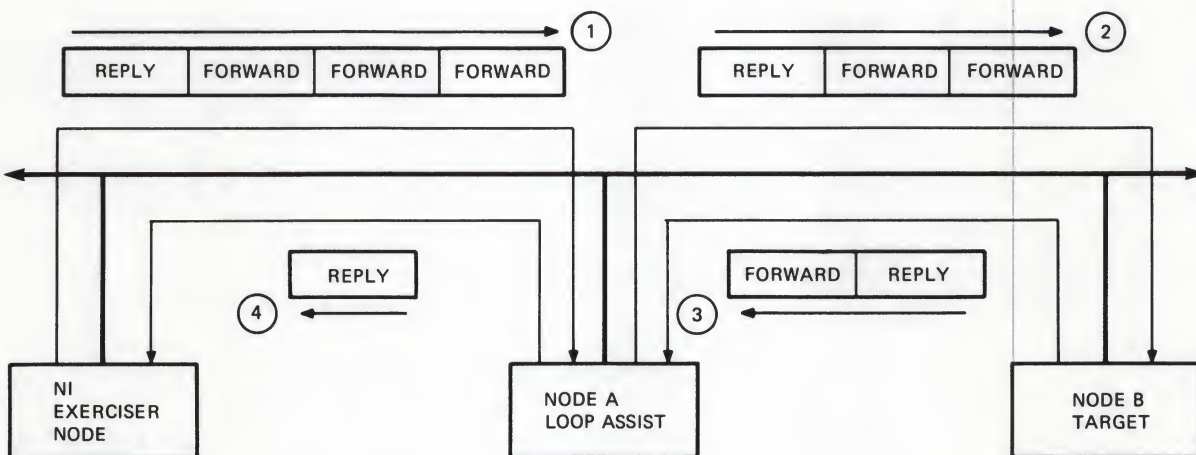 1
REPLY FORWARD FORWARD FORWARD
2
REPLY FORWARD FORWARD
REPLY
4
FORWARD REPLY
3
NI
EXERCISER
NODE
NODE A
LOOP ASSIST
NODE B
TARGET